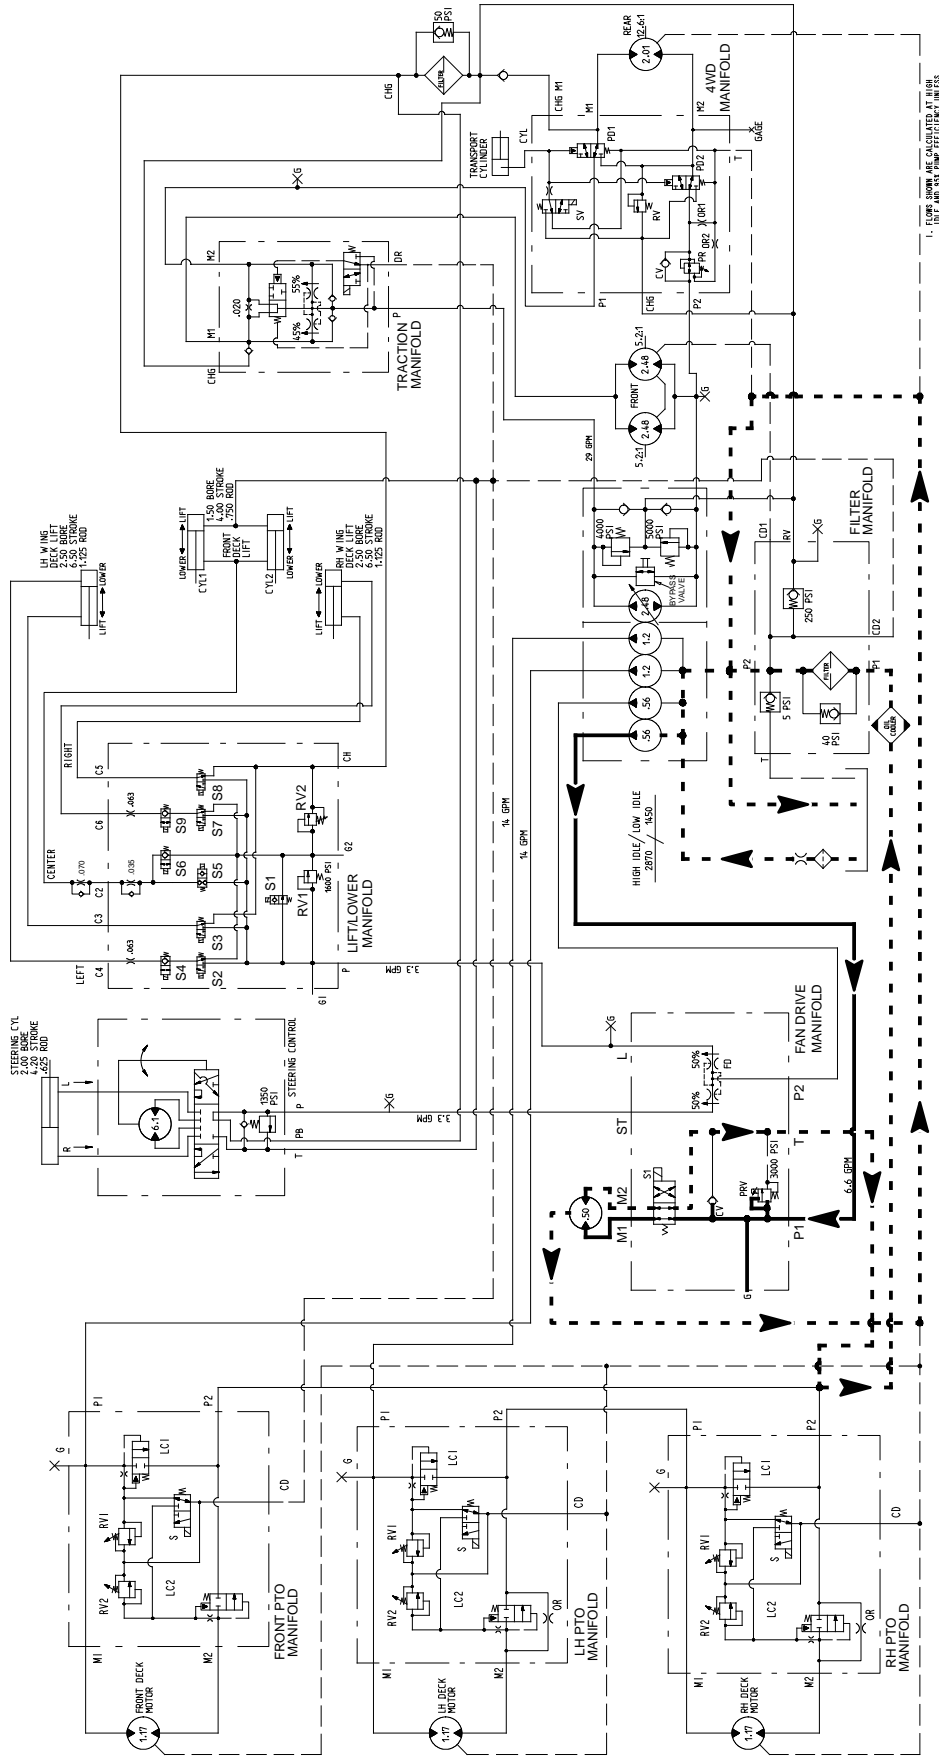 50
PSI
REAR
12.6:1
2.01
4WD
MANIFOLD
FILTER
CHG
CHG M1
M1
M2
GAGE
TRANSPORT
CYLINDER
CYL
PD1
PD2
T
SV
RV
OR1
OR2
PR
CV
P1
CHG
P2
1. FLOWS SHOWN ARE CALCULATED AT HIGH
IDLE AND 95% PUMP EFFICIENCY UNLESS
G
M2
DR
.020
55%
45%
M1
P
CHG
TRACTION
MANIFOLD
5.2:1
2.48
FRONT
2.48
5.2:1
G
29 GPM
LH WING
DECK LIFT
2.50 BORE
6.50 STROKE
1.125 ROD
LOWER
LIFT
1.50 BORE
4.00 STROKE
.750 ROD
LOWER
LIFT
CYL1
FRONT
DECK
LIFT
CYL2
LOWER
LIFT
RH WING
DECK LIFT
2.50 BORE
6.50 STROKE
1.125 ROD
LIFT
LOWER
4000
PSI
5000
PSI
BYPASS
VALVE
2.48
1.2
1.2
.56
.56
FILTER
MANIFOLD
CD1
RV
G
250 PSI
CD2
P2
P1
5 PSI
FILTER
40
PSI
T
OIL
COOLER
RIGHT
C5
CH
C6
.063
S9
S8
S7
RV2
CENTER
.070
C2
.035
S6
S5
G2
S1
RV1
1600 PSI
C3
S3
LEFT
C4
.063
S4
S2
P
G1
LIFT/LOWER
MANIFOLD
3.3 GPM
14 GPM
14 GPM
HIGH IDLE/LOW IDLE
2870 / 1450
STEERING CYL
2.00 BORE
4.20 STROKE
.625 ROD
L
R
6.1
1350
PSI
STEERING CONTROL
P
PB
T
G
3.3 GPM
G
FAN DRIVE
MANIFOLD
L
50%
50%
FD
ST
P2
M2
S1
T
.50
M1
CV
PRV
3000 PSI
P1
G
6.6 GPM
P1
P2
G
LC1
CD
RV1
S
RV2
LC2
M1
M2
FRONT PTO
MANIFOLD
FRONT DECK
MOTOR
1.17
P1
P2
G
LC1
CD
RV1
S
RV2
LC2
OR
M1
M2
LH PTO
MANIFOLD
LH DECK
MOTOR
1.17
P1
P2
G
LC1
CD
RV1
S
RV2
LC2
OR
M1
M2
RH PTO
MANIFOLD
RH DECK
MOTOR
1.17